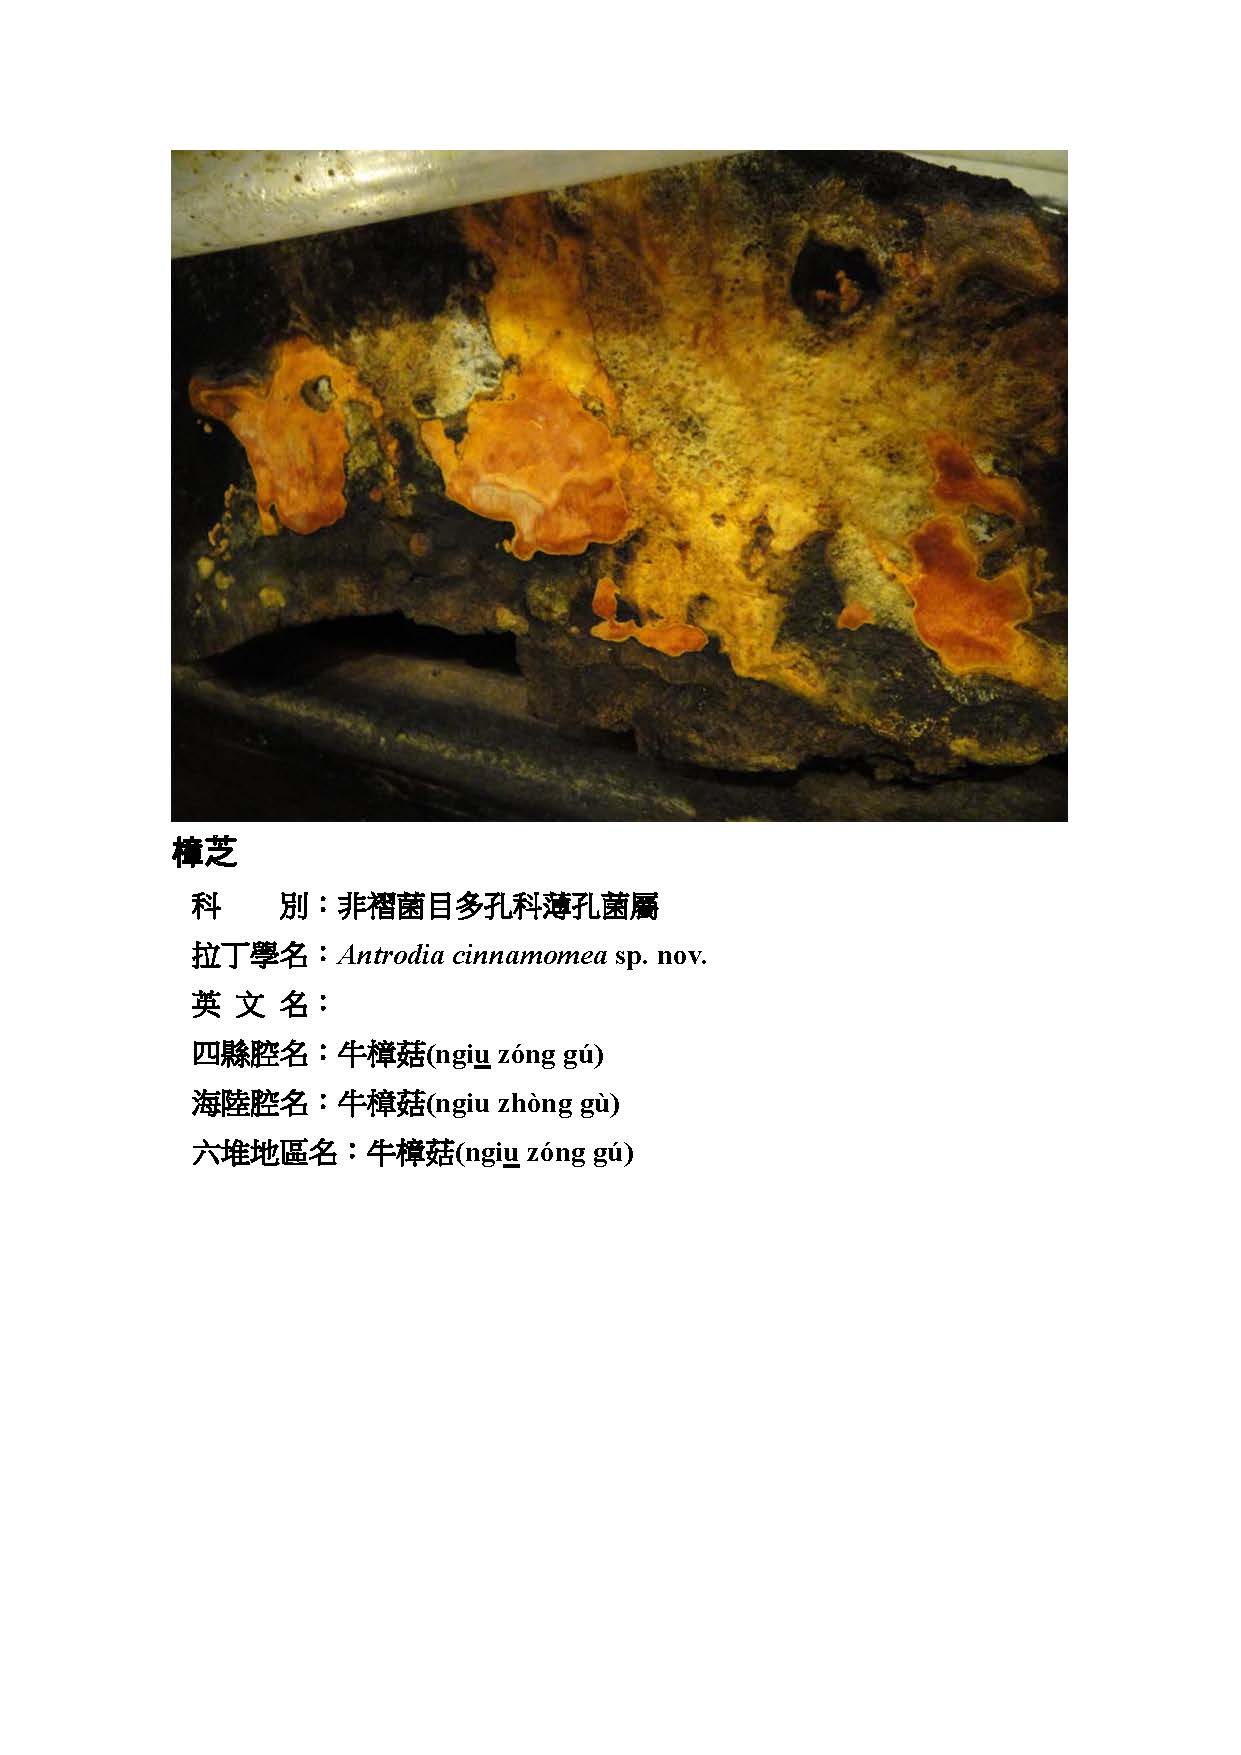 樟芝
科　　別：非褶菌目多孔科薄孔菌屬
拉丁學名：Antrodia cinnamomea sp. nov.
英 文 名：
四縣腔名：牛樟菇(ngiu̲ zóng gú)
海陸腔名：牛樟菇(ngiu zhòng gù)
六堆地區名：牛樟菇(ngiu̲ zóng gú)